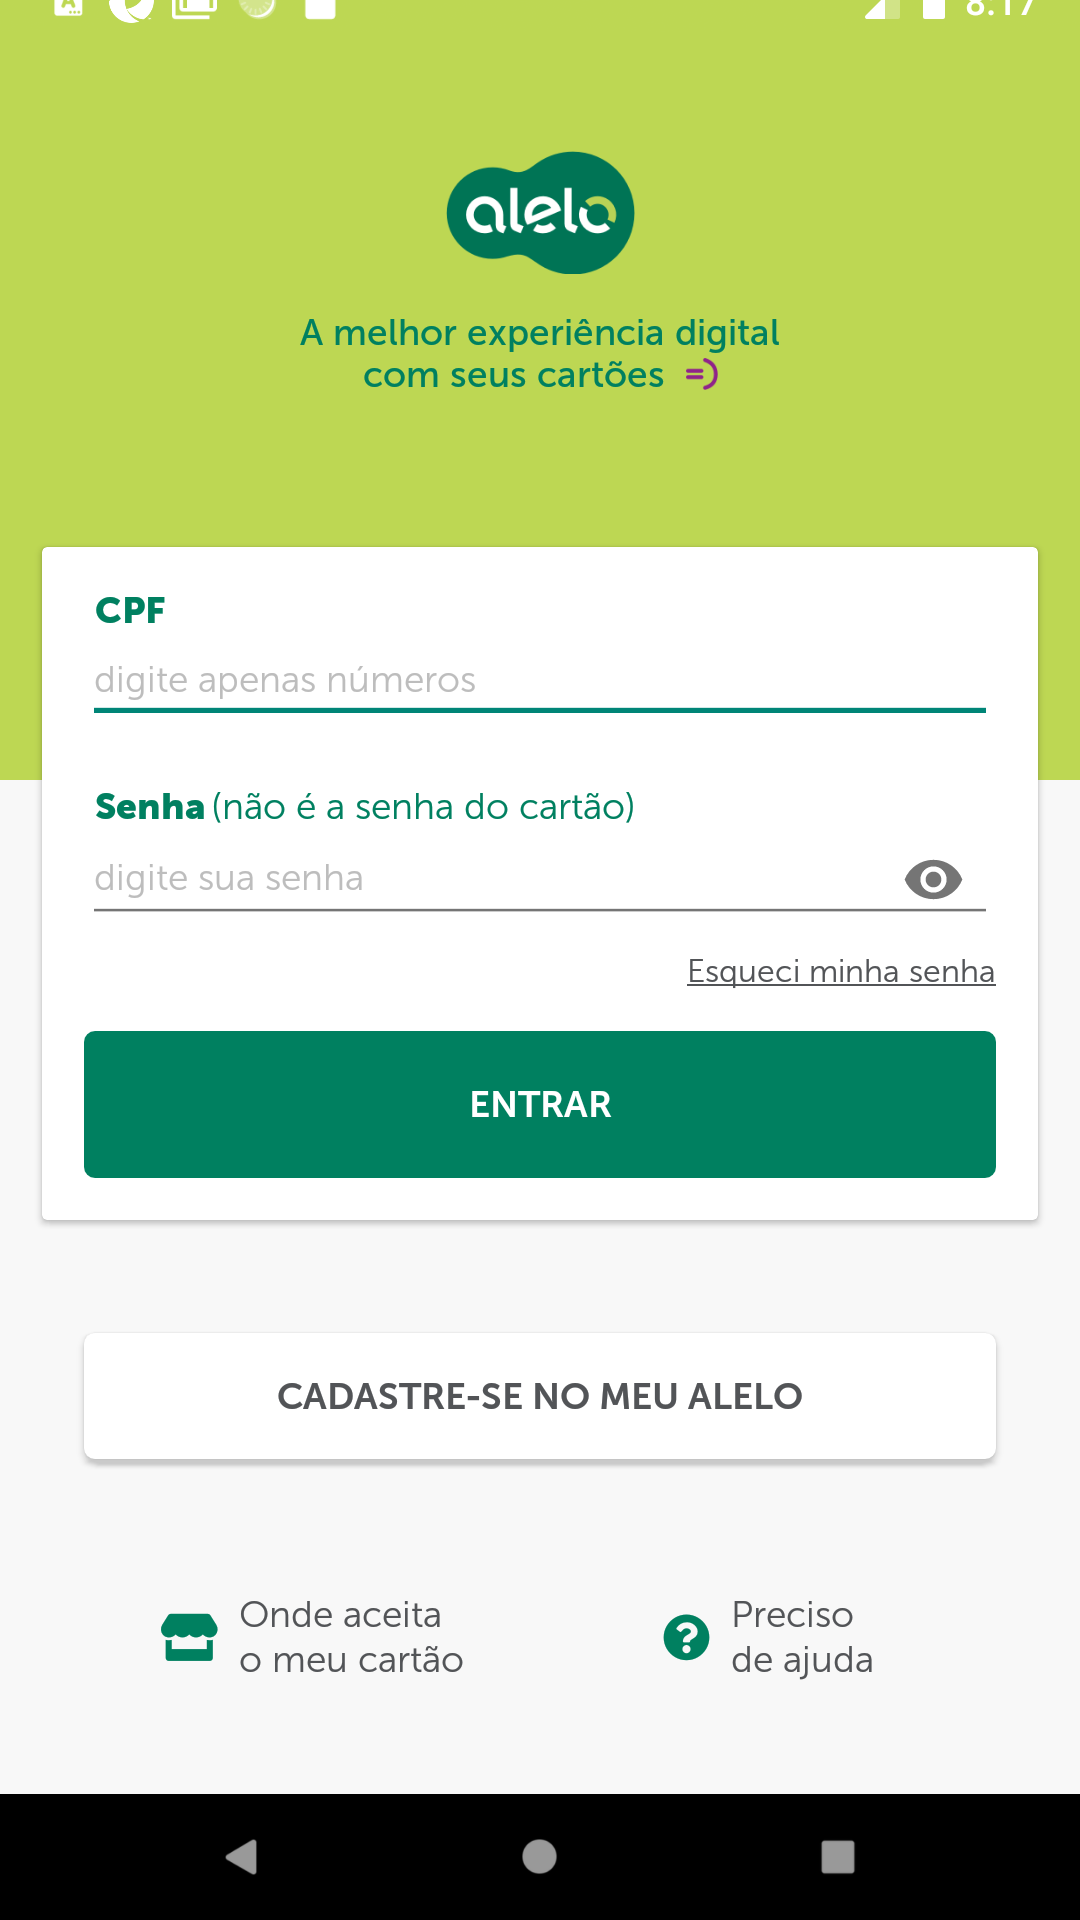 8:17
alelo
A melhor experiência digital
com seus cartões =)
CPF
digite apenas números
Senha (não é a senha do cartão)
digite sua senha
Esqueci minha senha
ENTRAR
CADASTRE-SE NO MEU ALELO
Onde aceita
o meu cartão
Preciso
de ajuda